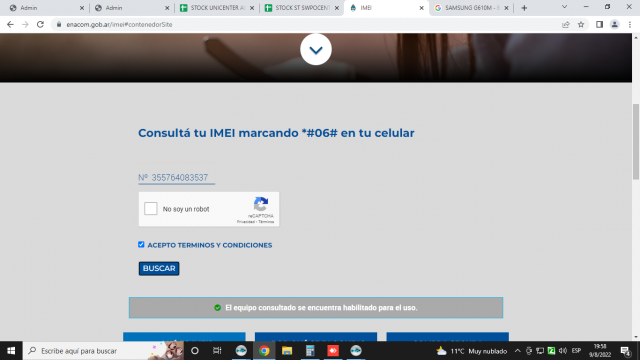 Admin
Admin
STOCK UNICENTER A
STOCK ST SWPOCEN
IMEI
SAMSUNG G610M -
enacom.gob.ar/imei#contenedorSite
Consultá tu IMEI marcando *#06# en tu celular
Nº 355764083537
No soy un robot
reCAPTCHA
Privacidad - Términos
ACEPTO TERMINOS Y CONDICIONES
BUSCAR
El equipo consultado se encuentra habilitado para el uso.
Escribe aquí para buscar
11°C Muy nublado
ESP
19:58
9/8/2022